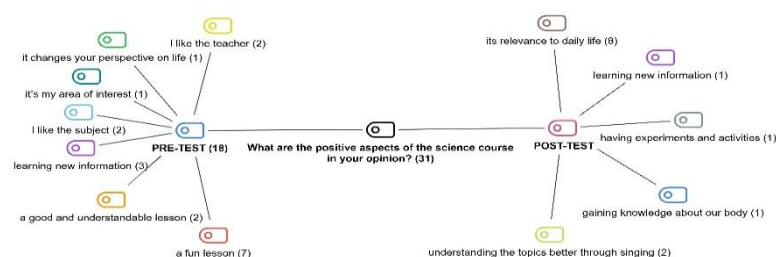 I like the teacher (2)
it changes your perspective on life (1)
it's my area of interest (1)
I like the subject (2)
learning new information (3)
PRE-TEST (18)
a good and understandable lesson (2)
a fun lesson (7)
What are the positive aspects of the science course
in your opinion? (31)
its relevance to daily life (8)
learning new information (1)
having experiments and activities (1)
POST-TEST
gaining knowledge about our body (1)
understanding the topics better through singing (2)